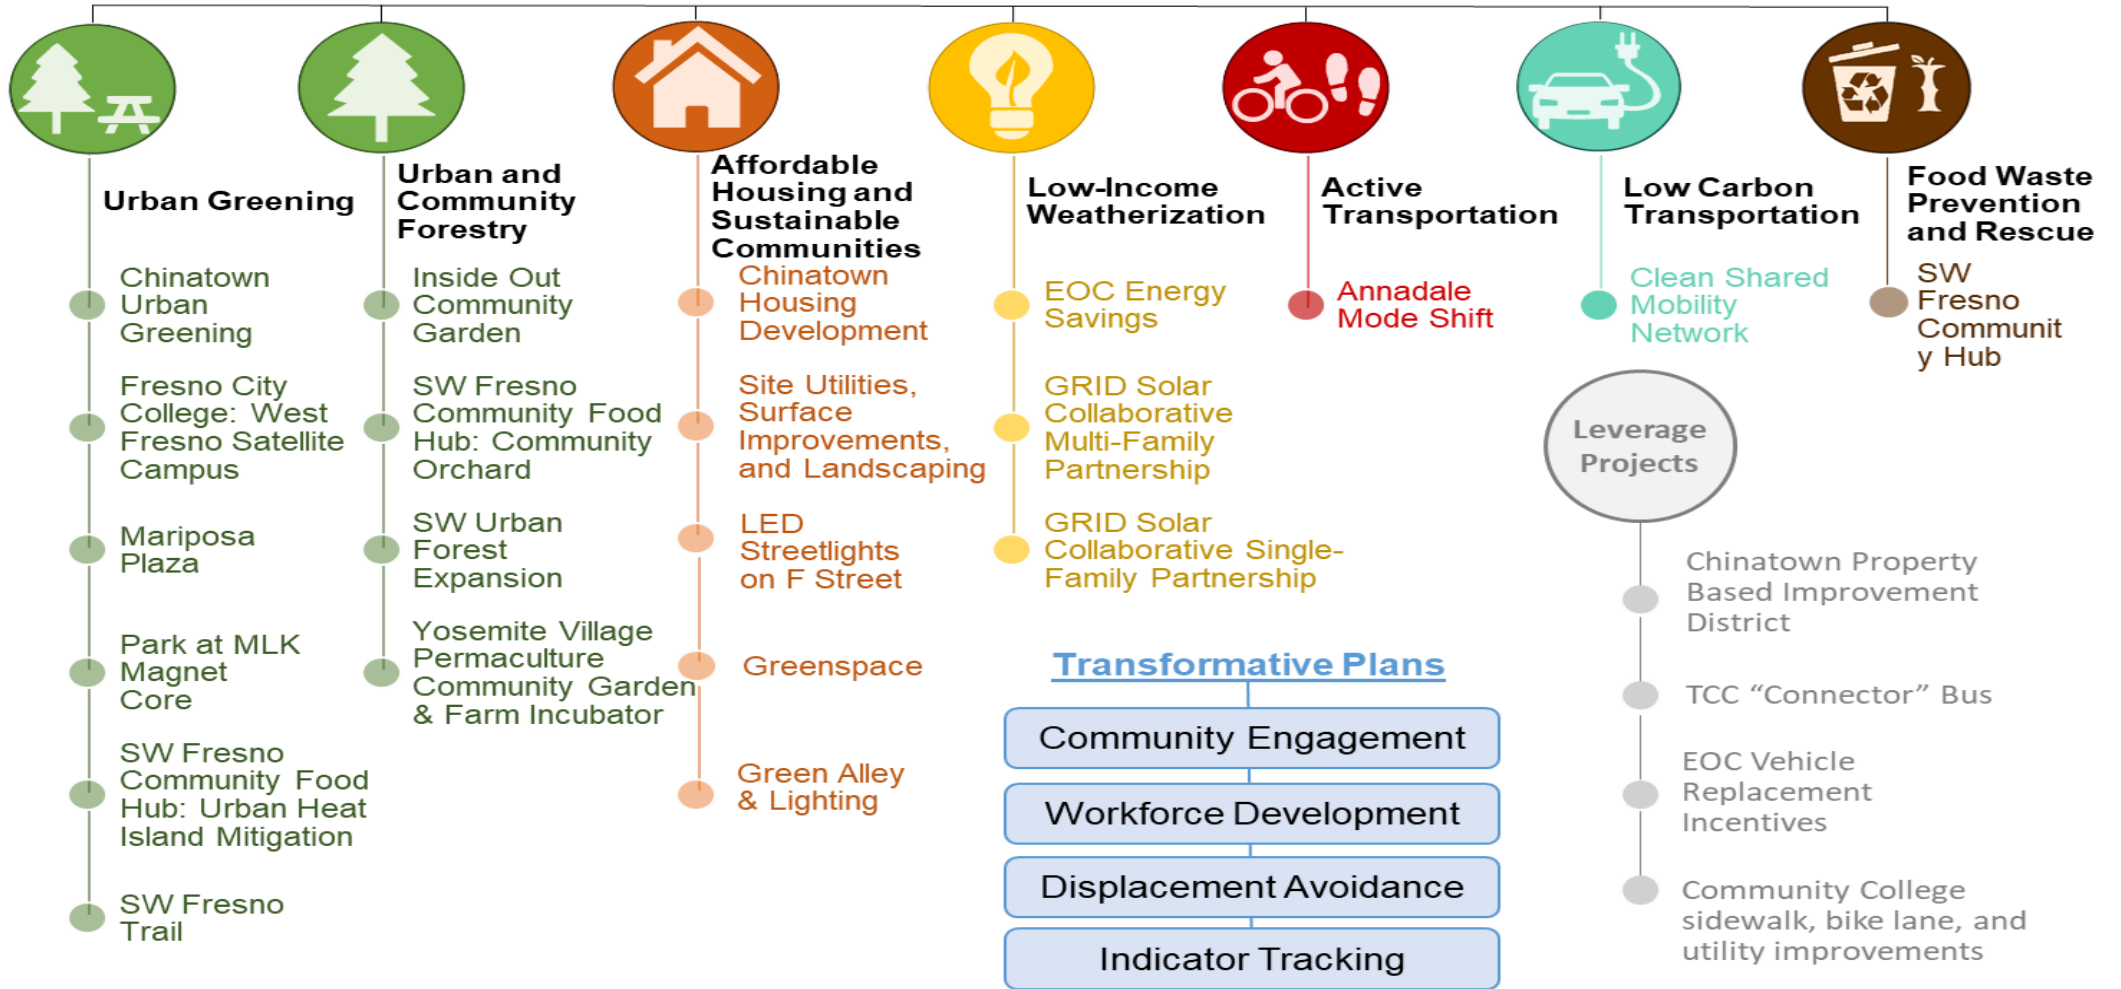 Urban Greening
Chinatown
Urban
Greening
Fresno City
College: West
Fresno Satellite
Campus
Mariposa
Plaza
Park at MLK
Magnet
Core
SW Fresno
Community Food
Hub: Urban Heat
Island Mitigation
SW Fresno
Trail
Urban and
Community
Forestry
Inside Out
Community
Garden
SW Fresno
Community Food
Hub: Community
Orchard
SW Urban
Forest
Expansion
Yosemite Village
Permaculture
Community Garden
& Farm Incubator
Affordable
Housing and
Sustainable
Communities
Chinatown
Housing
Development
Site Utilities,
Surface
Improvements,
and Landscaping
LED
Streetlights
on F Street
Greenspace
Green Alley
& Lighting
Low-Income
Weatherization
EOC Energy
Savings
GRID Solar
Collaborative
Multi-Family
Partnership
GRID Solar
Collaborative Single-
Family Partnership
Active
Transportation
Annadale
Mode Shift
Low Carbon
Transportation
Clean Shared
Mobility
Network
Food Waste
Prevention
and Rescue
SW
Fresno
Communit
y Hub
Transformative Plans
Community Engagement
Workforce Development
Displacement Avoidance
Indicator Tracking
Leverage
Projects
Chinatown Property
Based Improvement
District
TCC “Connector” Bus
EOC Vehicle
Replacement
Incentives
Community College
sidewalk, bike lane, and
utility improvements